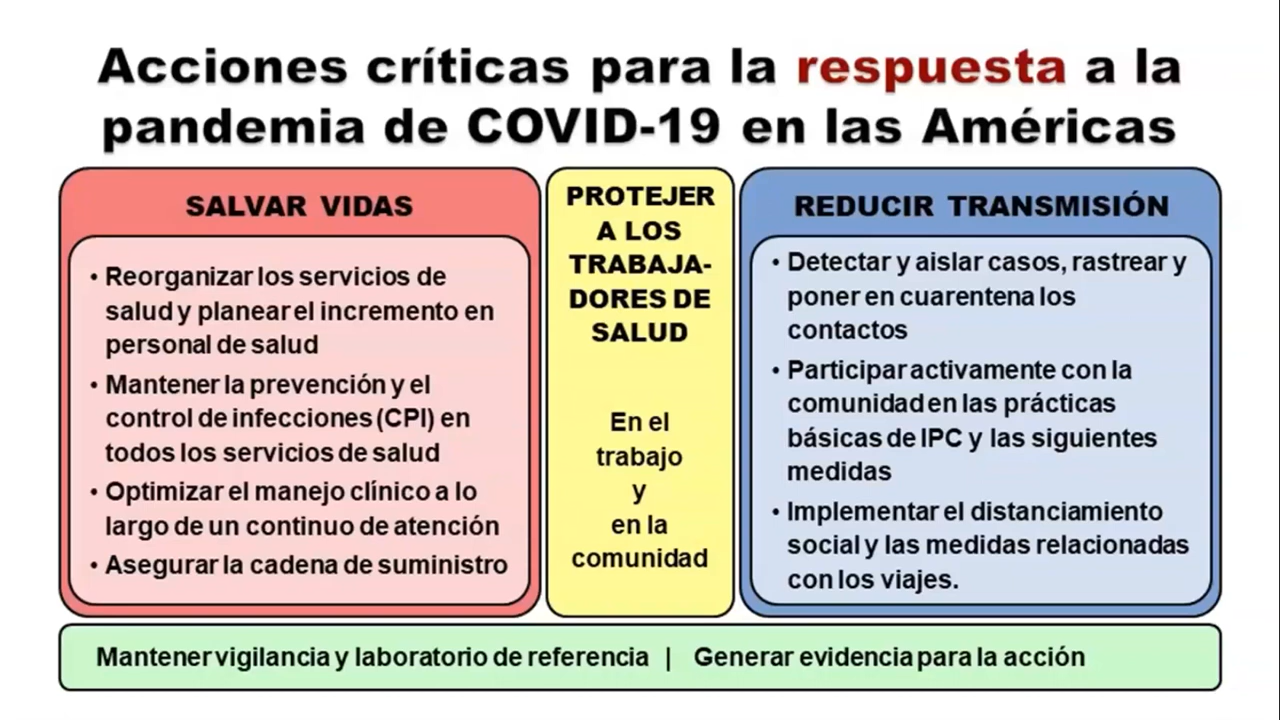 Acciones críticas para la respuesta a la
pandemia de COVID-19 en las Américas
SALVAR VIDAS
• Reorganizar los servicios de
salud y planear el incremento en
personal de salud
• Mantener la prevención y el
control de infecciones (CPI) en
todos los servicios de salud
• Optimizar el manejo clínico a lo
largo de un continuo de atención
• Asegurar la cadena de suministro
PROTEJER
A LOS
TRABAJA-
DORES DE
SALUD
En el
trabajo
y
en la
comunidad
REDUCIR TRANSMISIÓN
• Detectar y aislar casos, rastrear y
poner en cuarentena los
contactos
• Participar activamente con la
comunidad en las prácticas
básicas de IPC y las siguientes
medidas
• Implementar el distanciamiento
social y las medidas relacionadas
con los viajes.
Mantener vigilancia y laboratorio de referencia | Generar evidencia para la acción